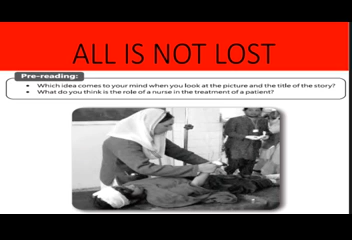 ALL IS NOT LOST
Pre-reading:
• Which idea comes to your mind when you look at the picture and the title of the story?
• What do you think is the role of a nurse in the treatment of a patient?